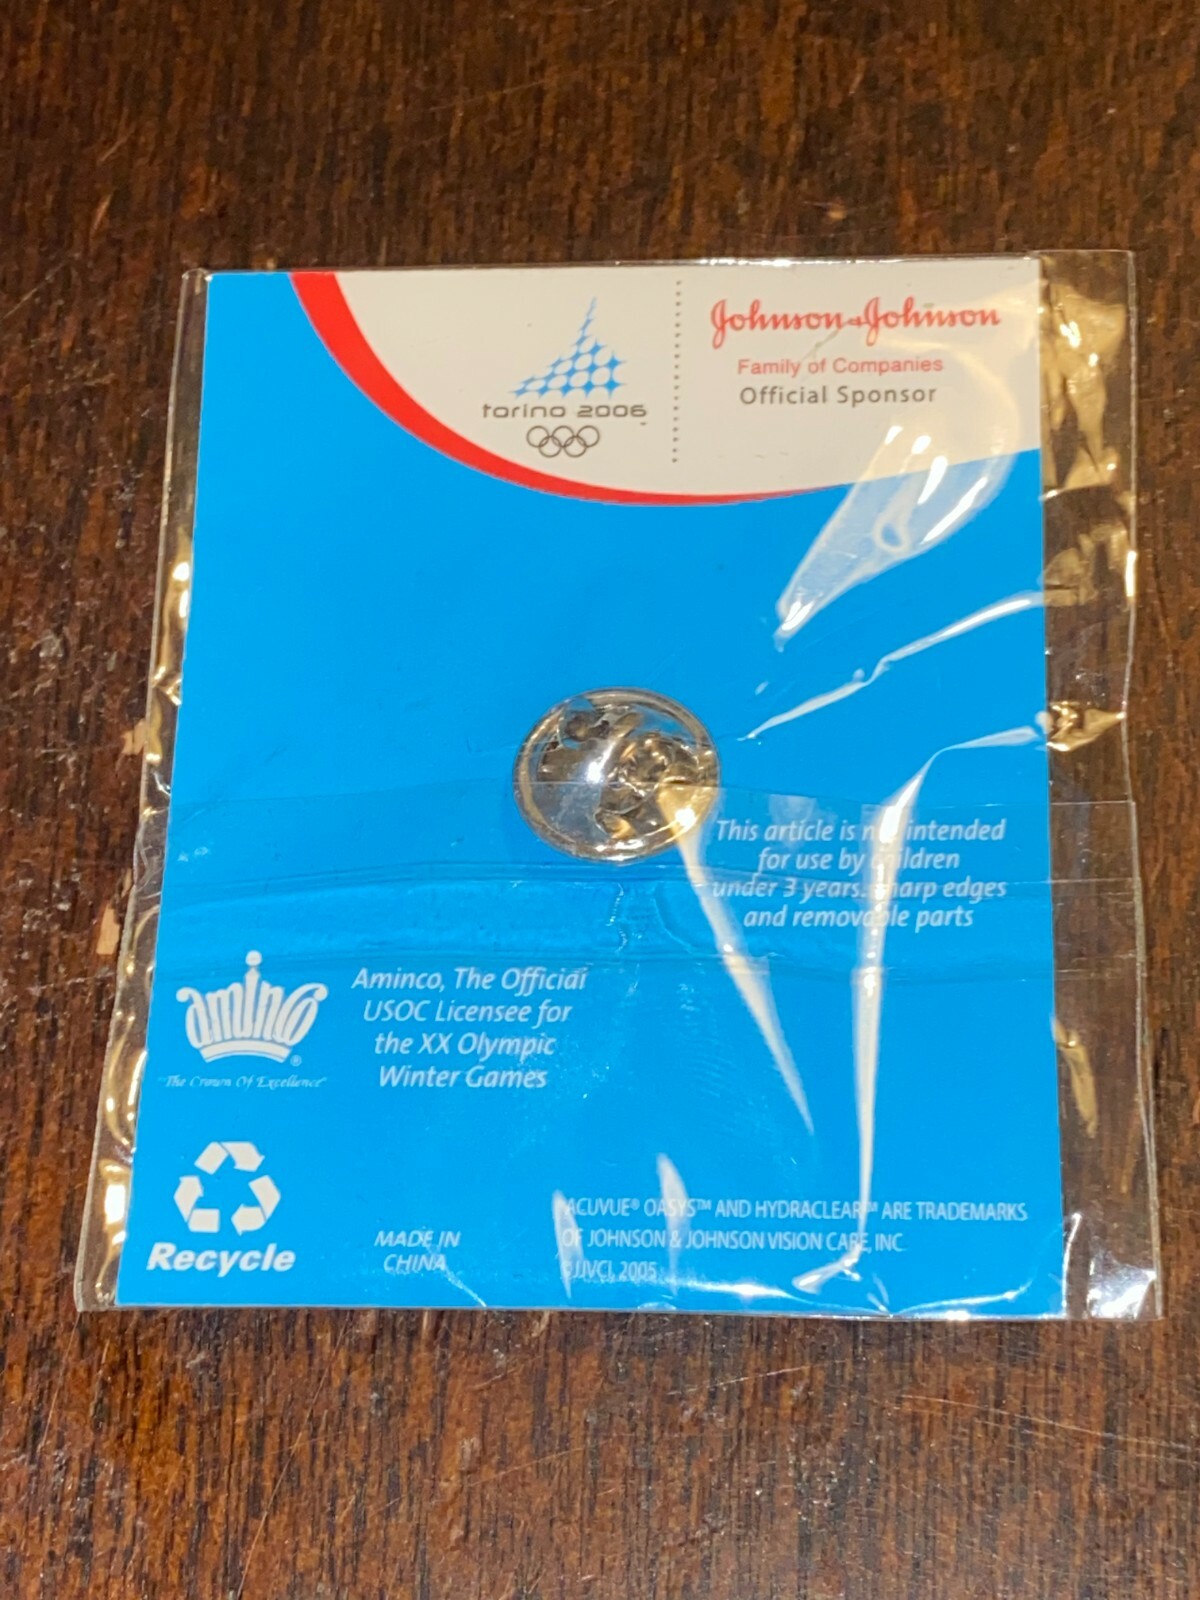 torino 2006
Johnson & Johnson
Family of Companies
Official Sponsor
This article is not intended
for use by children
under 3 years. sharp edges
and removable parts
aminco®
"The Crown Of Excellence"
Aminco, The Official
USOC Licensee for
the XX Olympic
Winter Games
Recycle
MADE IN
CHINA
ACUVUE® OASYS™ AND HYDRACLEAR™ ARE TRADEMARKS
OF JOHNSON & JOHNSON VISION CARE, INC.
© JJVCI, 2005